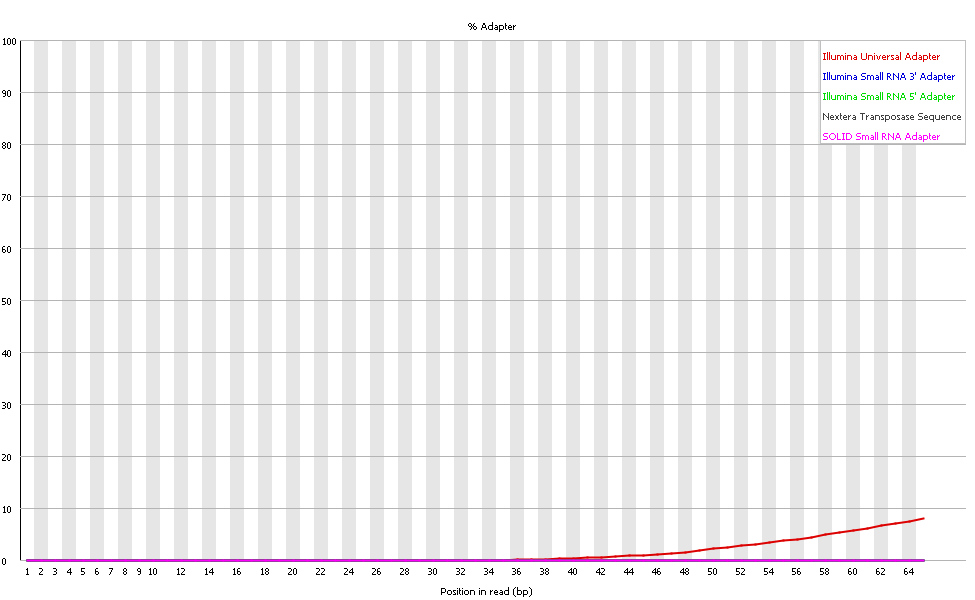 % Adapter
100
90
80
70
60
50
40
30
20
10
0
Illumina Universal Adapter
Illumina Small RNA 3' Adapter
Illumina Small RNA 5' Adapter
Nextera Transposase Sequence
SOLID Small RNA Adapter
1 2 3 4 5 6 7 8 9 10 12 14 16 18 20 22 24 26 28 30 32 34 36 38 40 42 44 46 48 50 52 54 56 58 60 62 64
Position in read (bp)